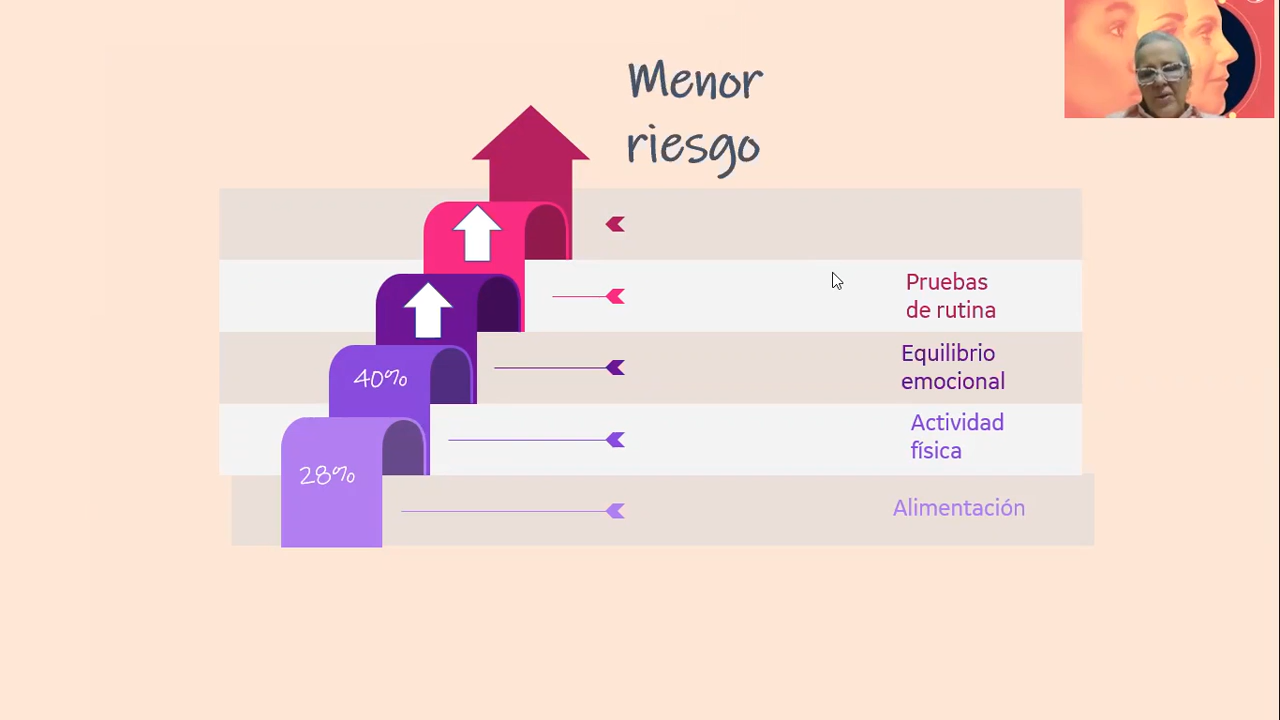 Menor
riesgo
Pruebas
de rutina
Equilibrio
emocional
40%
Actividad
física
28%
Alimentación